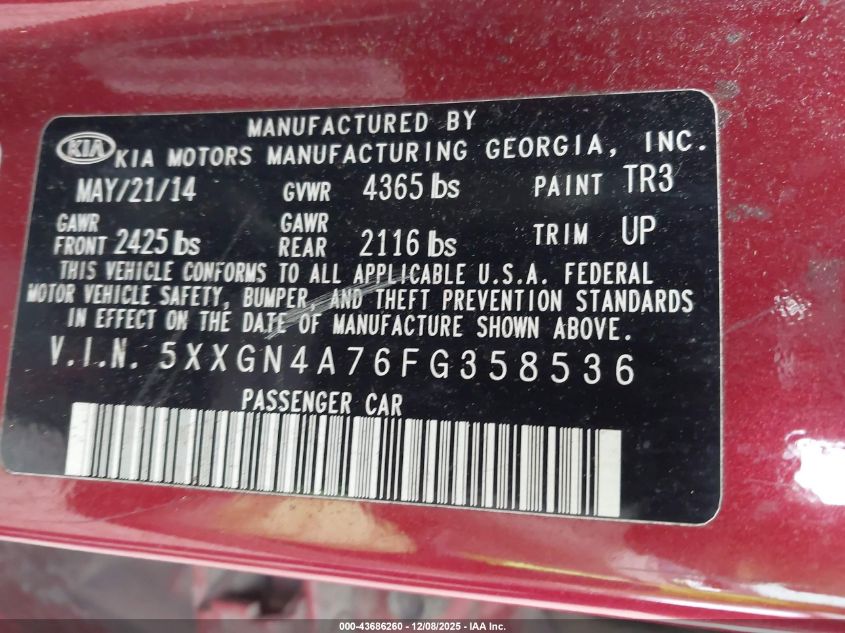 MANUFACTURED BY
KIA KIA MOTORS MANUFACTURING GEORGIA, INC.
MAY/21/14 GVWR 4365 lbs PAINT TR3
GAWR FRONT 2425 lbs GAWR REAR 2116 lbs TRIM UP
THIS VEHICLE CONFORMS TO ALL APPLICABLE U.S.A. FEDERAL
MOTOR VEHICLE SAFETY, BUMPER, AND THEFT PREVENTION STANDARDS
IN EFFECT ON THE DATE OF MANUFACTURE SHOWN ABOVE.
V.I.N. 5XXGN4A76FG358536
PASSENGER CAR
000-43686260 - 12/08/2025 - IAA Inc.